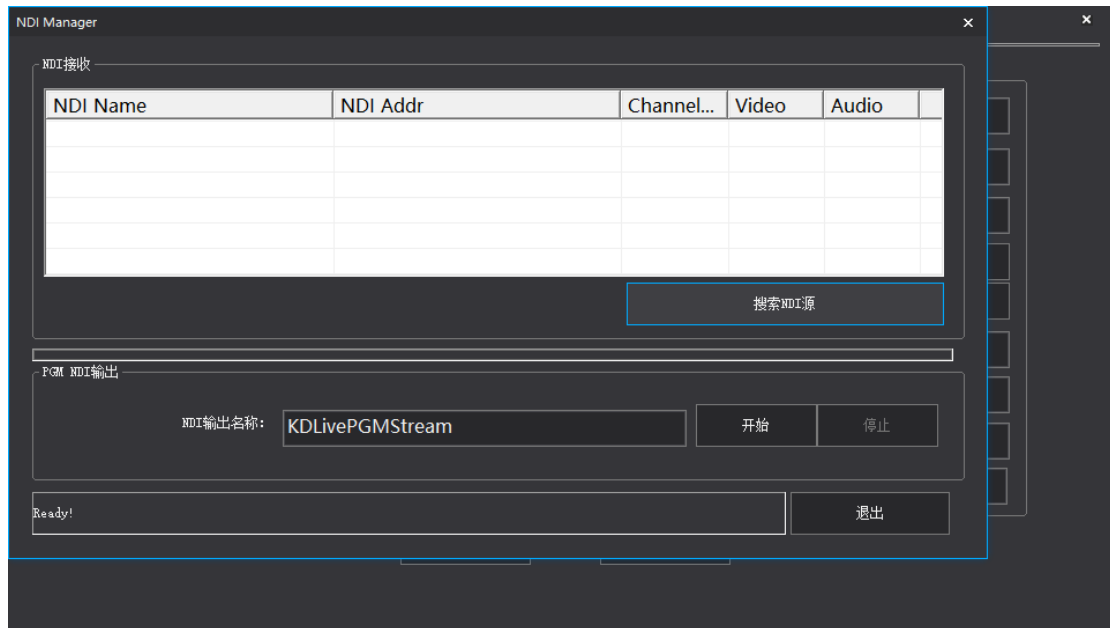 NDI Manager
NDI接收
NDI Name NDI Addr Channel... Video Audio
搜索NDI源
PGM NDI输出
NDI输出名称: KDLivePGMStream 开始 停止
Ready! 退出